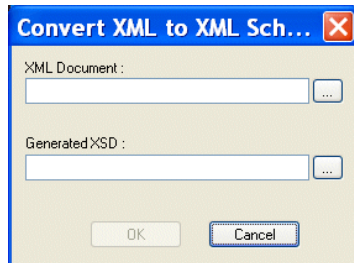 Convert XML to XML Sch...
XML Document :
...
Generated XSD :
...
OK Cancel